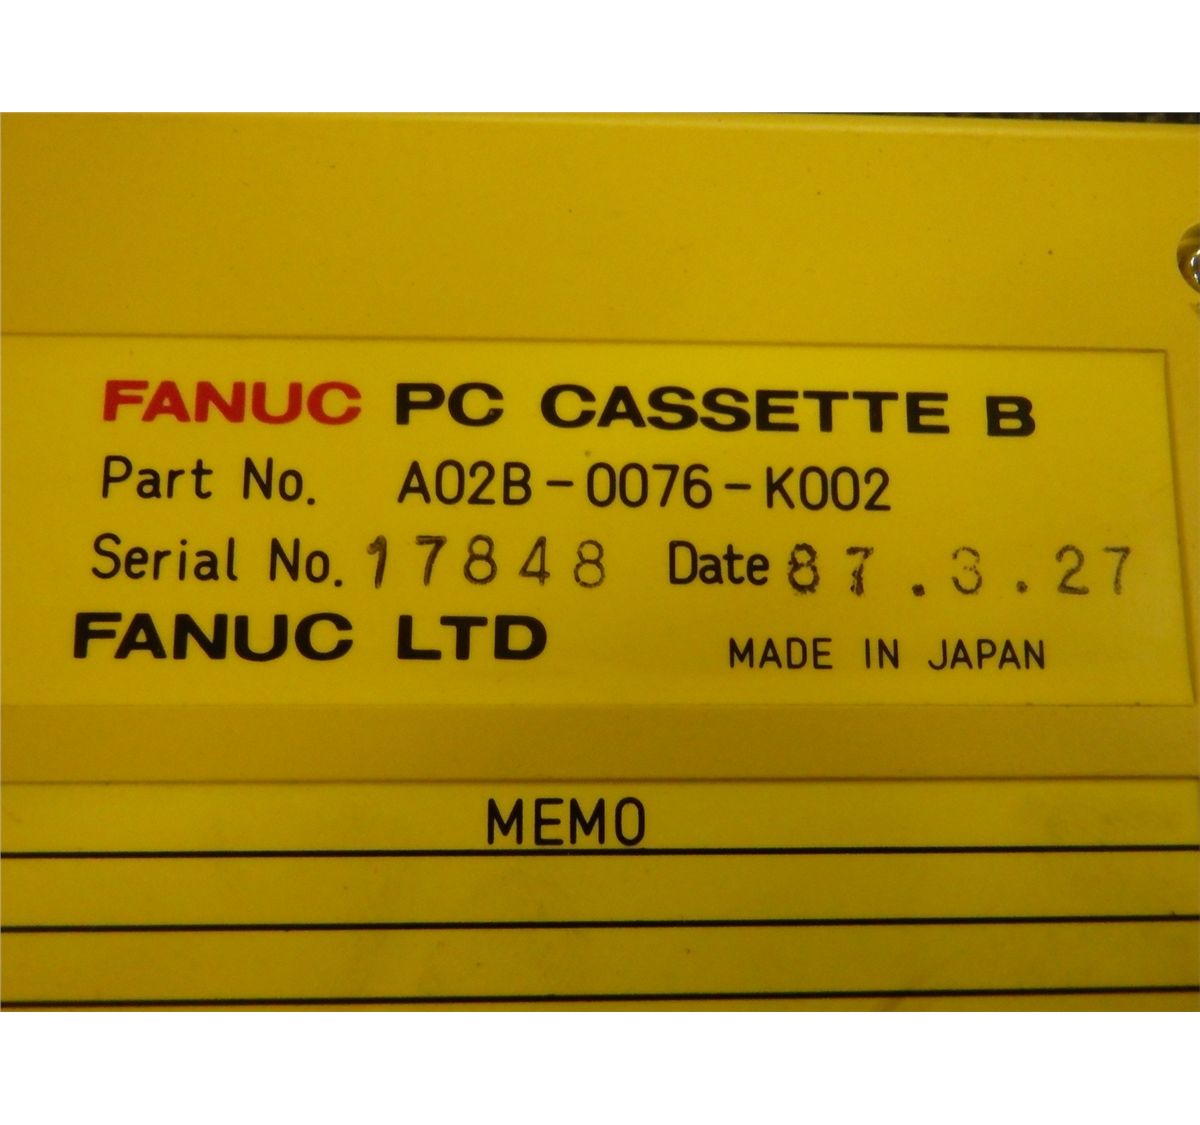 FANUC PC CASSETTE B
Part No. A02B-0076-K002
Serial No. 17848 Date 87.3.27
FANUC LTD MADE IN JAPAN
MEMO